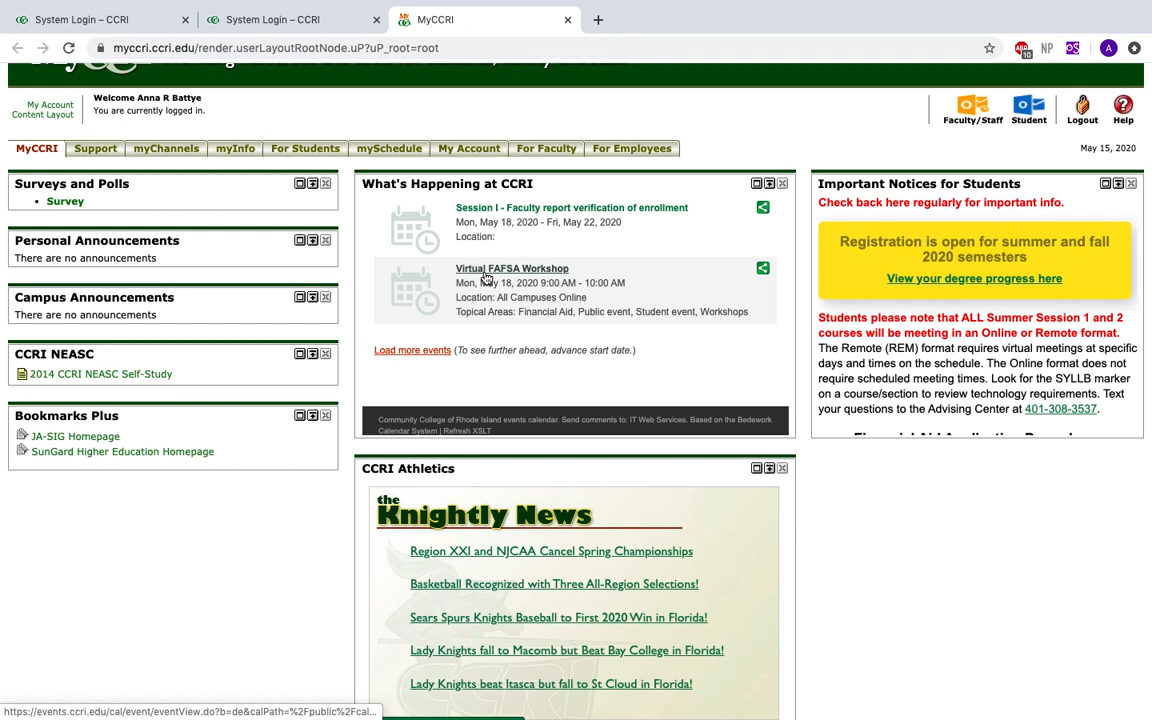 System Login – CCRI
System Login – CCRI
MyCCRI
myccri.ccri.edu/render.userLayoutRootNode.uP?uP_root=root
10
NP
A
My Account
Content Layout
Welcome Anna R Battye
You are currently logged in.
Faculty/Staff
Student
Logout
Help
MyCCRI
Support
myChannels
myInfo
For Students
mySchedule
My Account
For Faculty
For Employees
May 15, 2020
Surveys and Polls
Survey
Personal Announcements
There are no announcements
Campus Announcements
There are no announcements
CCRI NEASC
2014 CCRI NEASC Self-Study
Bookmarks Plus
JA-SIG Homepage
SunGard Higher Education Homepage
What's Happening at CCRI
Session I - Faculty report verification of enrollment
Mon, May 18, 2020 - Fri, May 22, 2020
Location:
Virtual FAFSA Workshop
Mon, May 18, 2020 9:00 AM - 10:00 AM
Location: All Campuses Online
Topical Areas: Financial Aid, Public event, Student event, Workshops
Load more events (To see further ahead, advance start date.)
Community College of Rhode Island events calendar. Send comments to: IT Web Services. Based on the Bedework
Calendar System | Refresh XSLT
CCRI Athletics
the
Knightly News
Region XXI and NJCAA Cancel Spring Championships
Basketball Recognized with Three All-Region Selections!
Sears Spurs Knights Baseball to First 2020 Win in Florida!
Lady Knights fall to Macomb but Beat Bay College in Florida!
Lady Knights beat Itasca but fall to St Cloud in Florida!
Important Notices for Students
Check back here regularly for important info.
Registration is open for summer and fall
2020 semesters
View your degree progress here
Students please note that ALL Summer Session 1 and 2
courses will be meeting in an Online or Remote format.
The Remote (REM) format requires virtual meetings at specific
days and times on the schedule. The Online format does not
require scheduled meeting times. Look for the SYLLB marker
on a course/section to review technology requirements. Text
your questions to the Advising Center at 401-308-3537.
https://events.ccri.edu/cal/event/eventView.do?b=de&calPath=%2Fpublic%2Fcal...